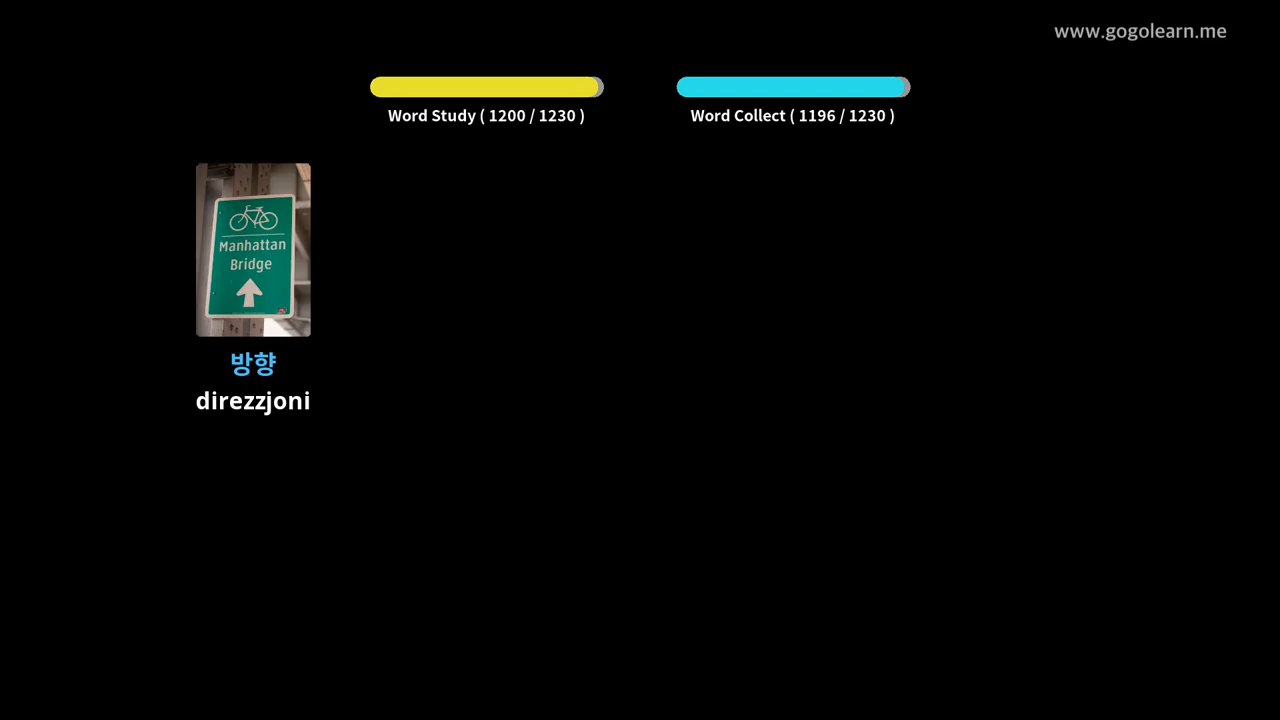 www.gogolearn.me
Word Study ( 1200 / 1230 )
Word Collect ( 1196 / 1230 )
Manhattan
Bridge
방향
direzzjoni